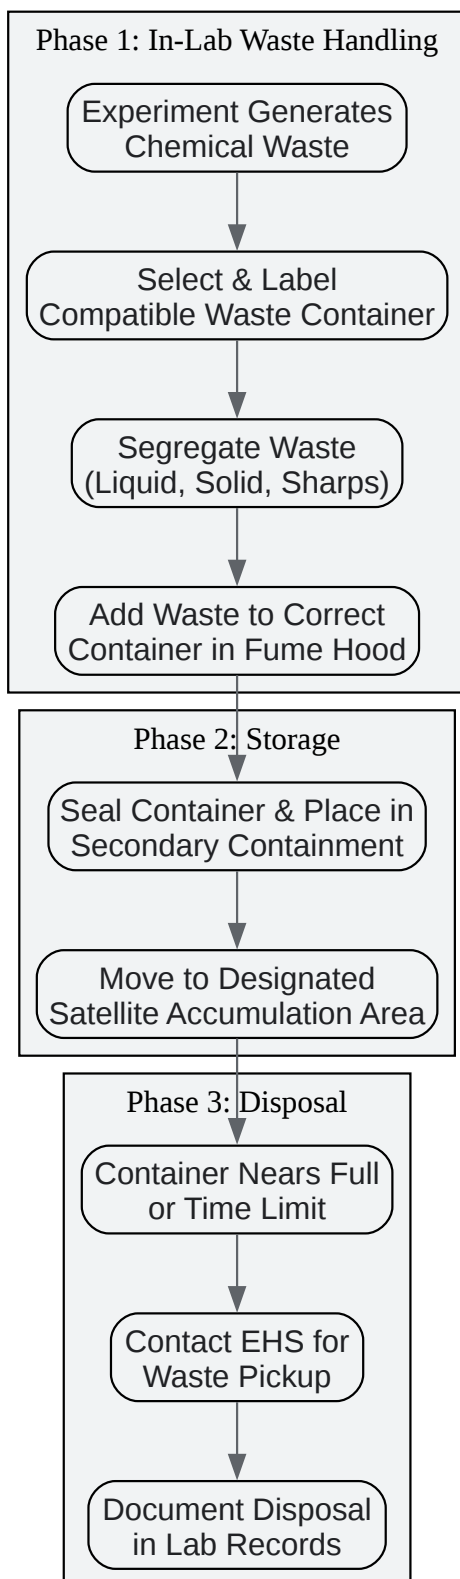 Phase 1: In-Lab Waste Handling
Experiment Generates
Chemical Waste
Select & Label
Compatible Waste Container
Segregate Waste
(Liquid, Solid, Sharps)
Add Waste to Correct
Container in Fume Hood
Phase 2: Storage
Seal Container & Place in
Secondary Containment
Move to Designated
Satellite Accumulation Area
Phase 3: Disposal
Container Nears Full
or Time Limit
Contact EHS for
Waste Pickup
Document Disposal
in Lab Records